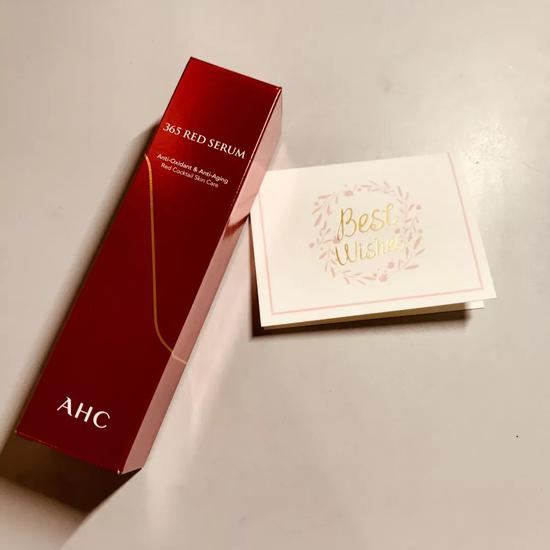 365 RED SERUM
Anti-Oxidant & Anti-Aging
Red Cocktail Skin Care
AHC
Best
Wishes